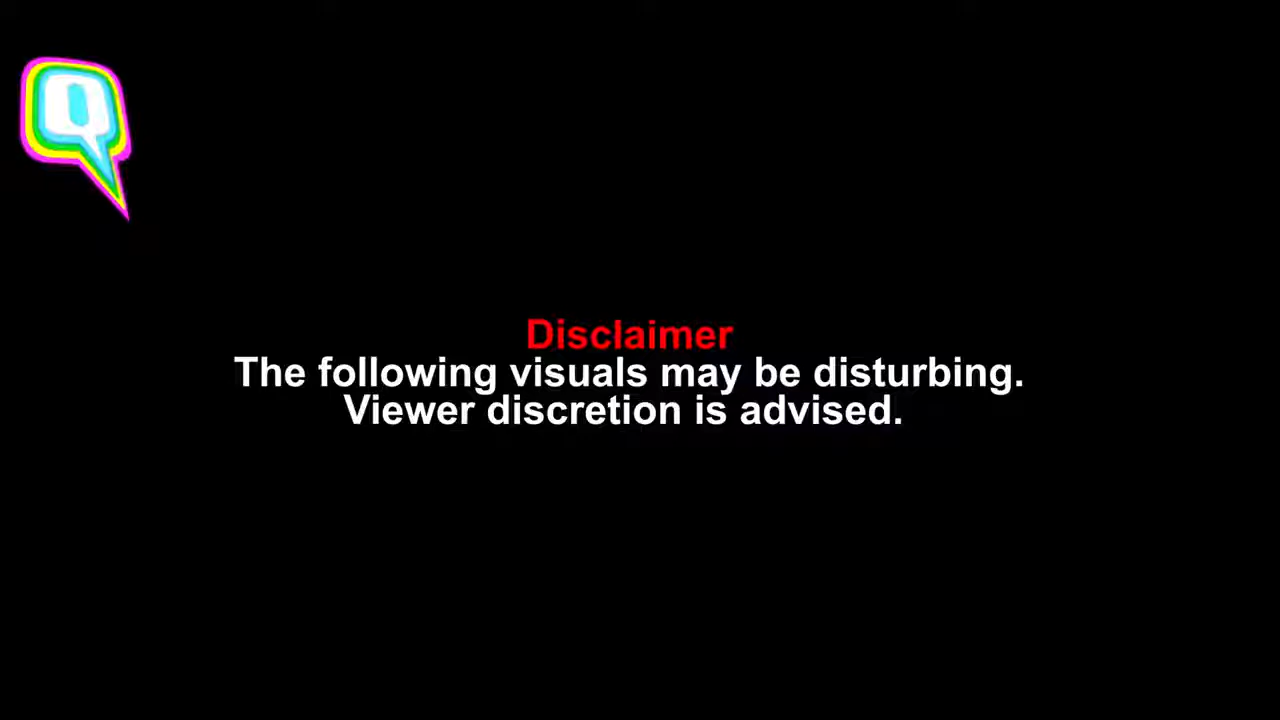 Q
Disclaimer
The following visuals may be disturbing.
Viewer discretion is advised.